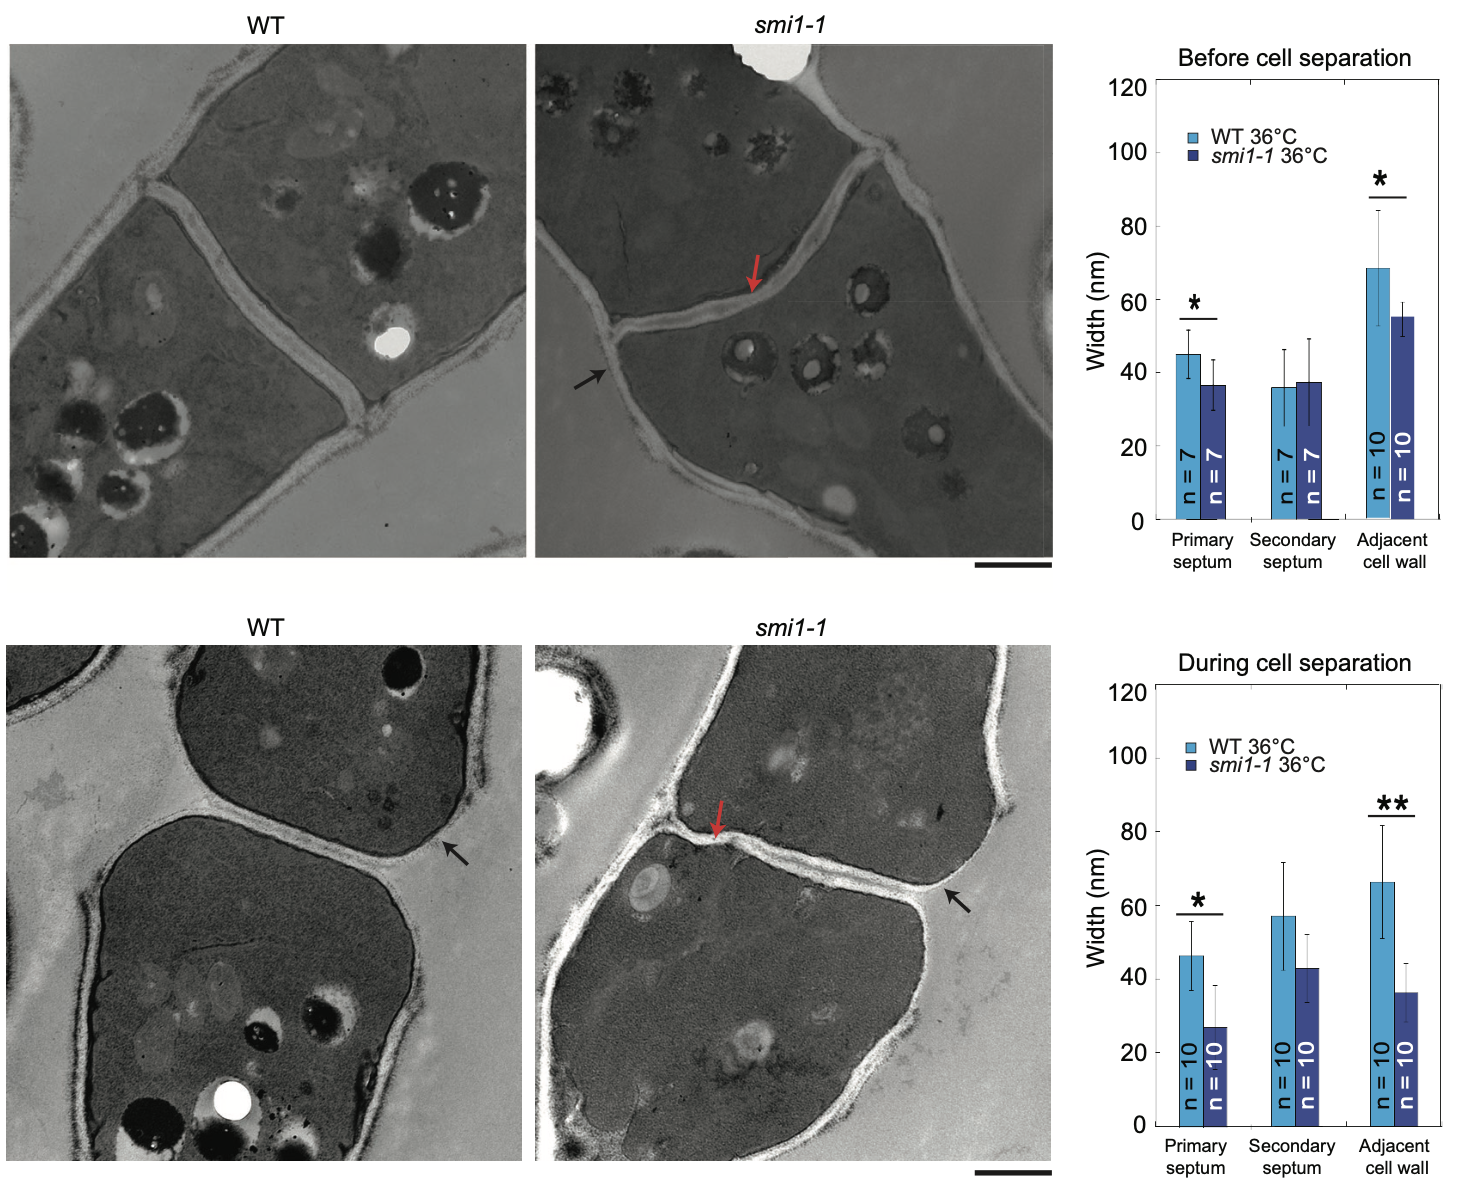 WT
smi1-1
Before cell separation
120
100
80
60
40
20
0
Width (nm)
WT 36°C
smi1-1 36°C
*
*
n = 7
n = 7
n = 7
n = 7
n = 10
n = 10
Primary septum
Secondary septum
Adjacent cell wall
WT
smi1-1
During cell separation
120
100
80
60
40
20
0
Width (nm)
WT 36°C
smi1-1 36°C
*
**
n = 10
n = 10
n = 10
n = 10
n = 10
n = 10
Primary septum
Secondary septum
Adjacent cell wall